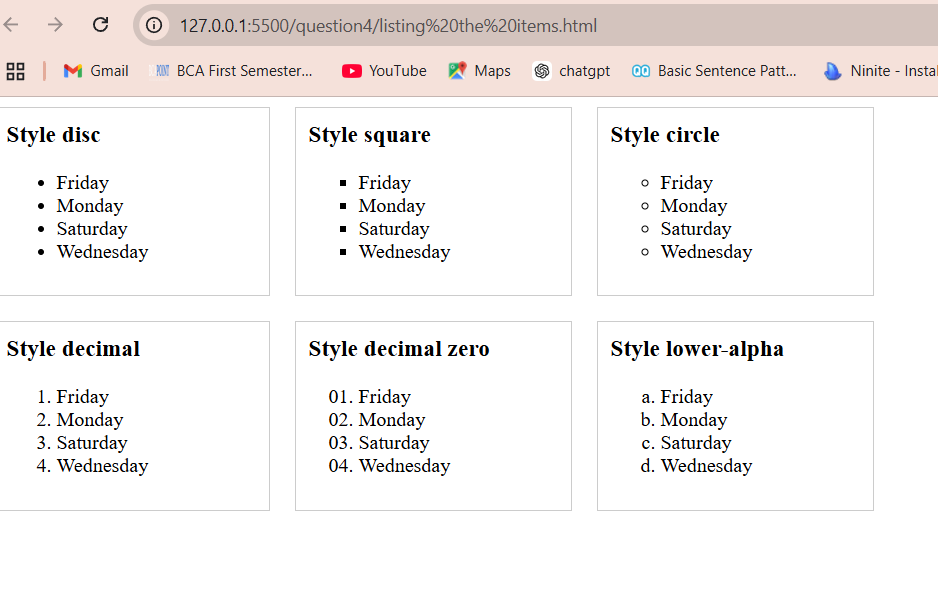 127.0.0.1:5500/question4/listing%20the%20items.html
Gmail BCA First Semester... YouTube Maps chatgpt Basic Sentence Patt... Ninite - Instal
Style disc
• Friday
• Monday
• Saturday
• Wednesday
Style square
▪ Friday
▪ Monday
▪ Saturday
▪ Wednesday
Style circle
○ Friday
○ Monday
○ Saturday
○ Wednesday
Style decimal
1. Friday
2. Monday
3. Saturday
4. Wednesday
Style decimal zero
01. Friday
02. Monday
03. Saturday
04. Wednesday
Style lower-alpha
a. Friday
b. Monday
c. Saturday
d. Wednesday